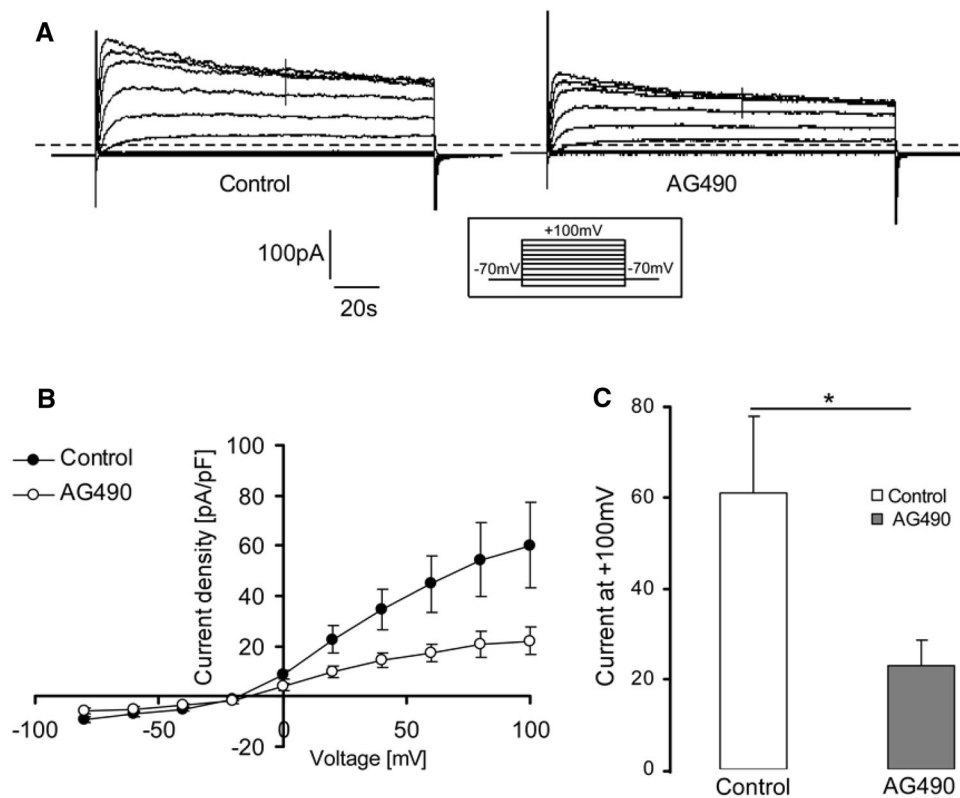 A
Control
AG490
100pA
20s
+100mV
-70mV
-70mV
B
Control
AG490
Current density [pA/pF]
100
80
60
40
20
-20
-100
-50
0
50
100
Voltage [mV]
C
*
Current at +100mV
80
60
40
20
0
Control
AG490
Control
AG490